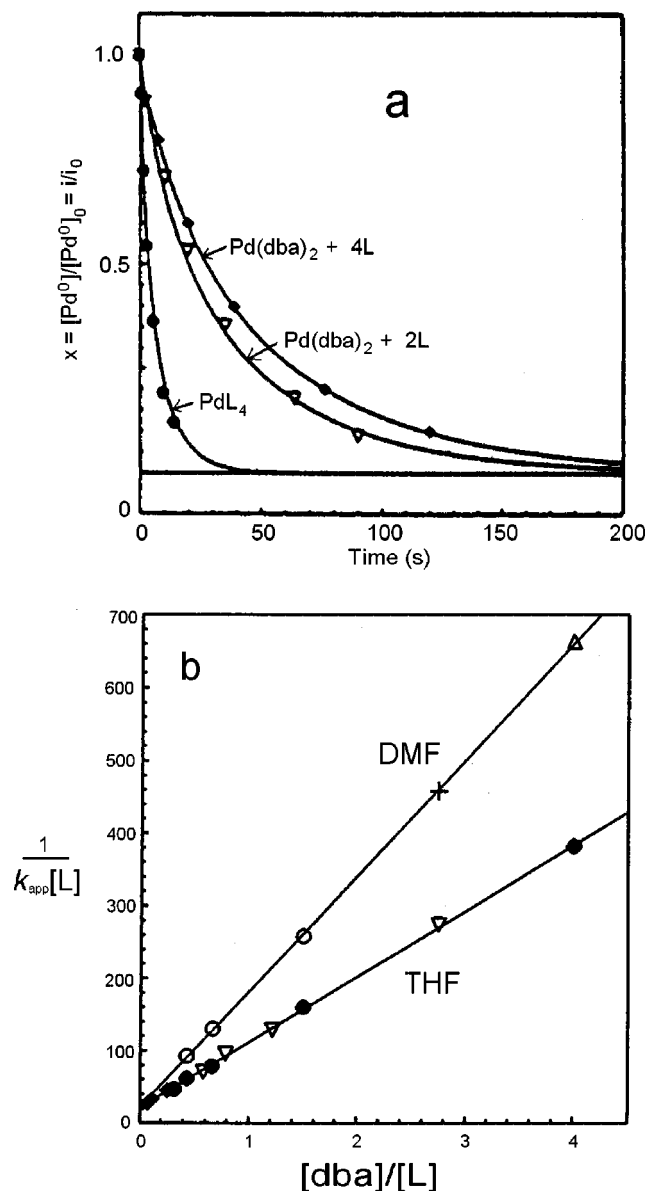 a
1.0
0.5
0
x = [Pd⁰]/[Pd⁰]₀ = i/i₀
Pd(dba)₂ + 4L
Pd(dba)₂ + 2L
PdL₄
0 50 100 150 200
Time (s)
b
700
600
500
400
300
200
100
0
1
k_app[L]
DMF
THF
0 1 2 3 4
[dba]/[L]